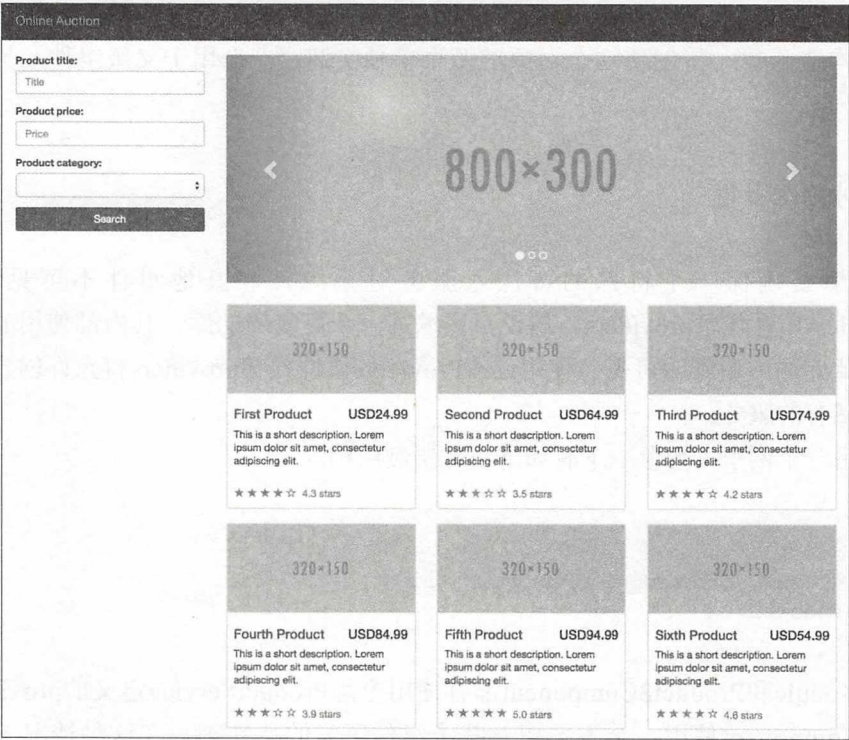 Online Auction
Product title:
Title
Product price:
Price
Product category:
Search
800×300
320×150
320×150
320×150
First Product USD24.99
This is a short description. Lorem
ipsum dolor sit amet, consectetur
adipiscing elit.
★★★★☆ 4.3 stars
Second Product USD64.99
This is a short description. Lorem
ipsum dolor sit amet, consectetur
adipiscing elit.
★★★☆☆ 3.5 stars
Third Product USD74.99
This is a short description. Lorem
ipsum dolor sit amet, consectetur
adipiscing elit.
★★★★☆ 4.2 stars
320×150
320×150
320×150
Fourth Product USD84.99
This is a short description. Lorem
ipsum dolor sit amet, consectetur
adipiscing elit.
★★★☆☆ 3.9 stars
Fifth Product USD94.99
This is a short description. Lorem
ipsum dolor sit amet, consectetur
adipiscing elit.
★★★★★ 5.0 stars
Sixth Product USD54.99
This is a short description. Lorem
ipsum dolor sit amet, consectetur
adipiscing elit.
★★★★☆ 4.6 stars